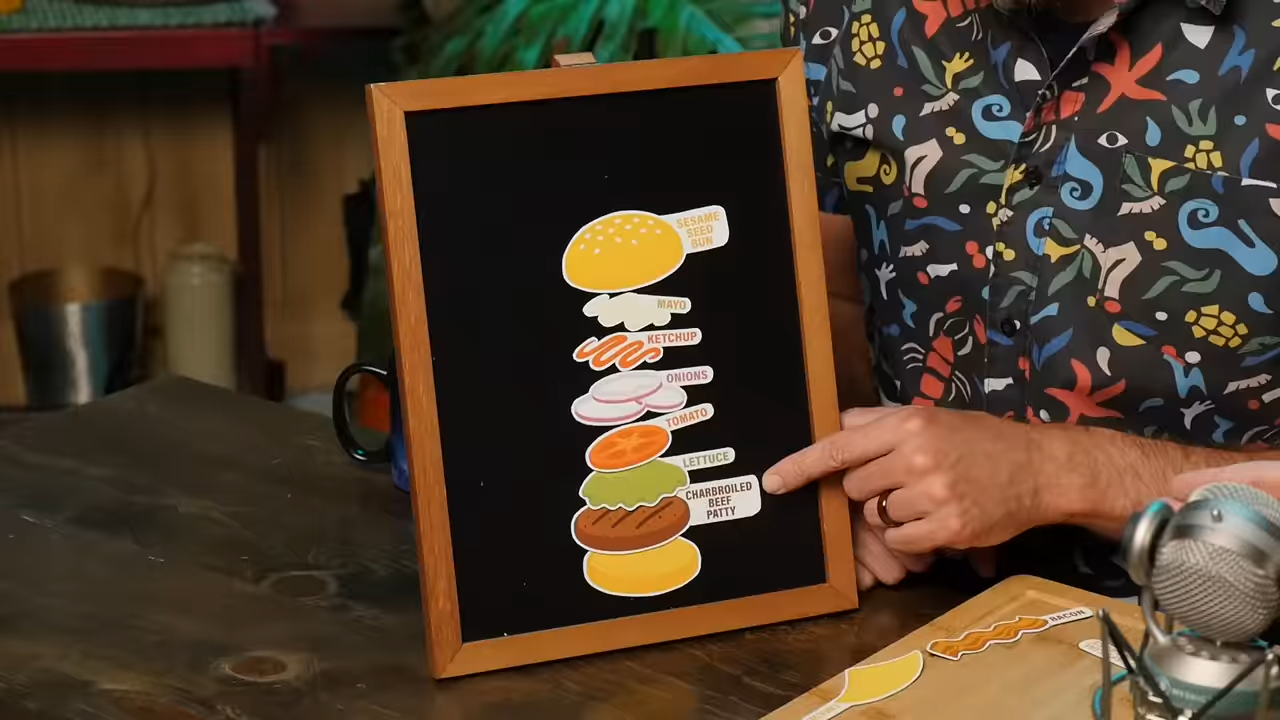 SESAME
SEED
BUN
MAYO
KETCHUP
ONIONS
TOMATO
LETTUCE
CHARBROILED
BEEF
PATTY
BACON